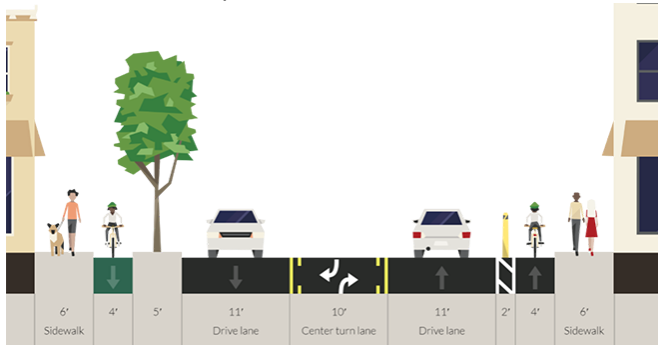 6' 4' 5' 11' 10' 11' 2' 4' 6'
Sidewalk Drive lane Center turn lane Drive lane Sidewalk